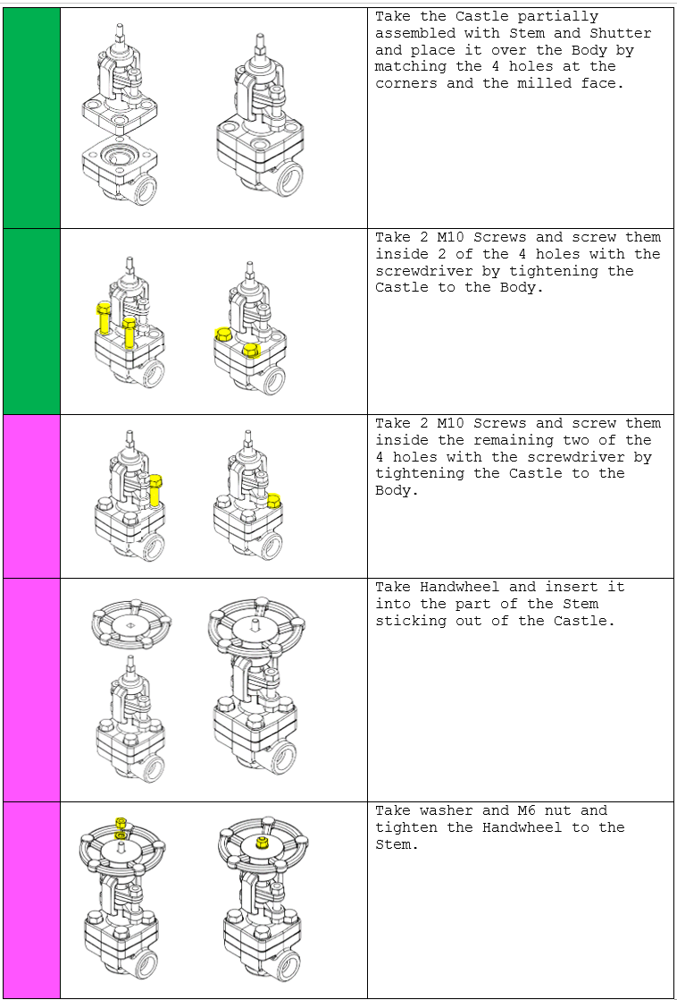 Take the Castle partially
assembled with Stem and Shutter
and place it over the Body by
matching the 4 holes at the
corners and the milled face.
Take 2 M10 Screws and screw them
inside 2 of the 4 holes with the
screwdriver by tightening the
Castle to the Body.
Take 2 M10 Screws and screw them
inside the remaining two of the
4 holes with the screwdriver by
tightening the Castle to the
Body.
Take Handwheel and insert it
into the part of the Stem
sticking out of the Castle.
Take washer and M6 nut and
tighten the Handwheel to the
Stem.